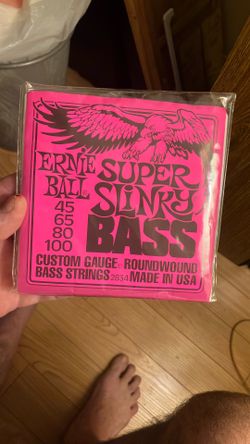 ERNIE BALL
SUPER SLINKY BASS
45
65
80
100
CUSTOM GAUGE · ROUNDWOUND
BASS STRINGS 2834 MADE IN USA